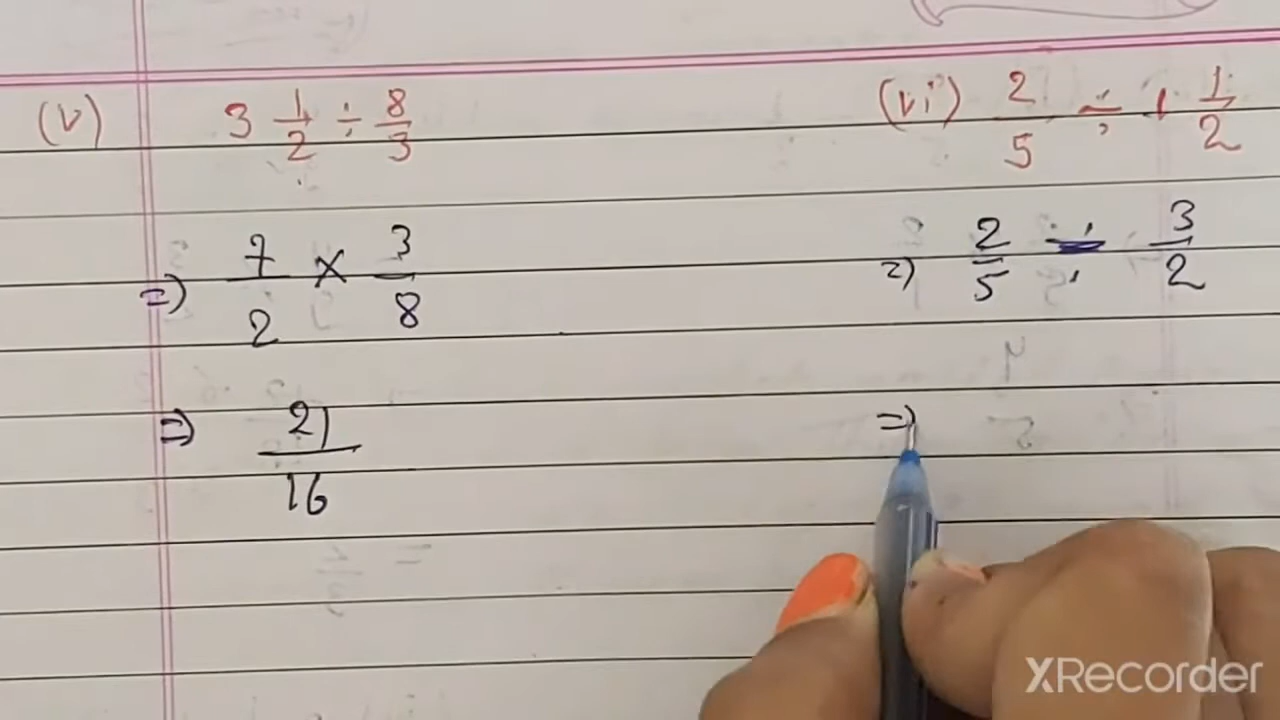 (v) 3 1/2 ÷ 8/3
⇒ 7/2 × 3/8
⇒ 21/16
(vi) 2/5 ÷ 1 1/2
⇒ 2/5 ÷ 3/2
⇒
XRecorder